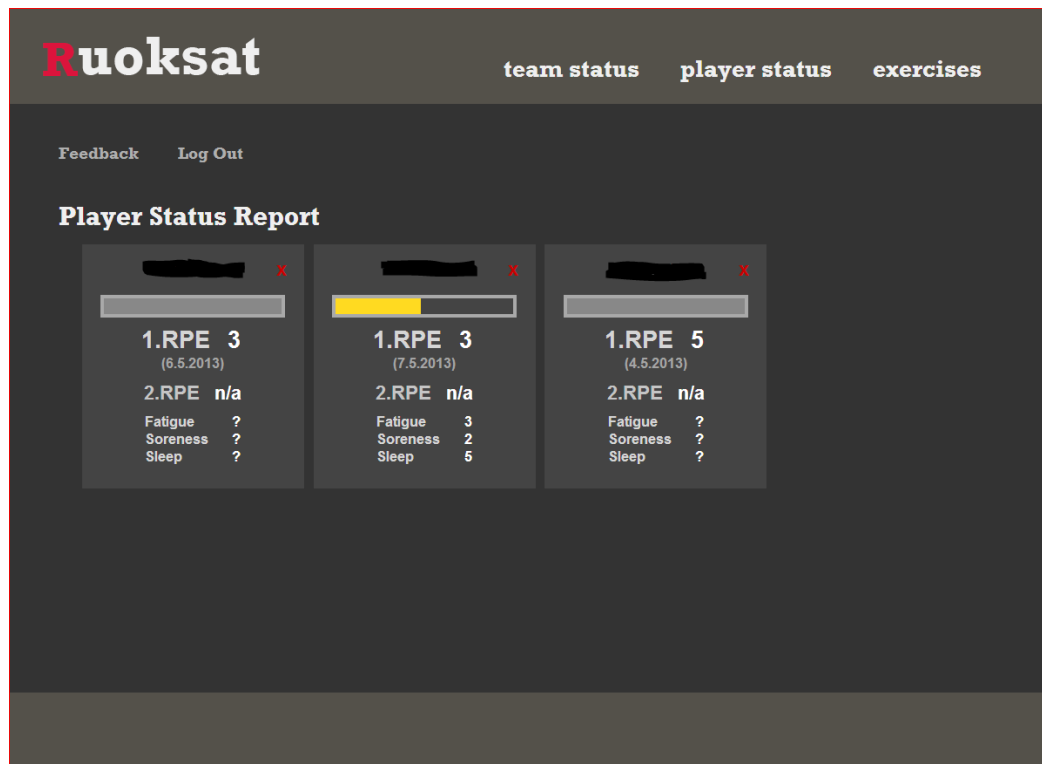 Ruoksat
team status player status exercises
Feedback Log Out
Player Status Report
X
1.RPE 3
(6.5.2013)
2.RPE n/a
Fatigue ?
Soreness ?
Sleep ?
X
1.RPE 3
(7.5.2013)
2.RPE n/a
Fatigue 3
Soreness 2
Sleep 5
X
1.RPE 5
(4.5.2013)
2.RPE n/a
Fatigue ?
Soreness ?
Sleep ?